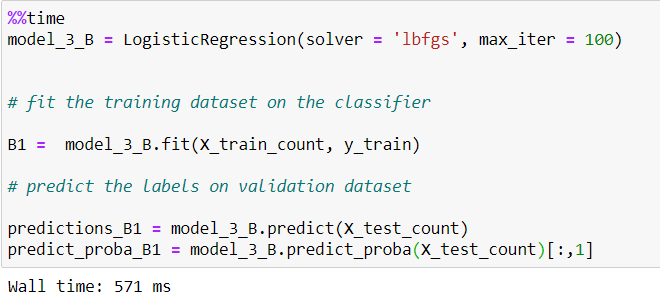 %%time
model_3_B = LogisticRegression(solver = 'lbfgs', max_iter = 100)
# fit the training dataset on the classifier
B1 =  model_3_B.fit(X_train_count, y_train)
# predict the labels on validation dataset
predictions_B1 = model_3_B.predict(X_test_count)
predict_proba_B1 = model_3_B.predict_proba(X_test_count)[:,1]
Wall time: 571 ms